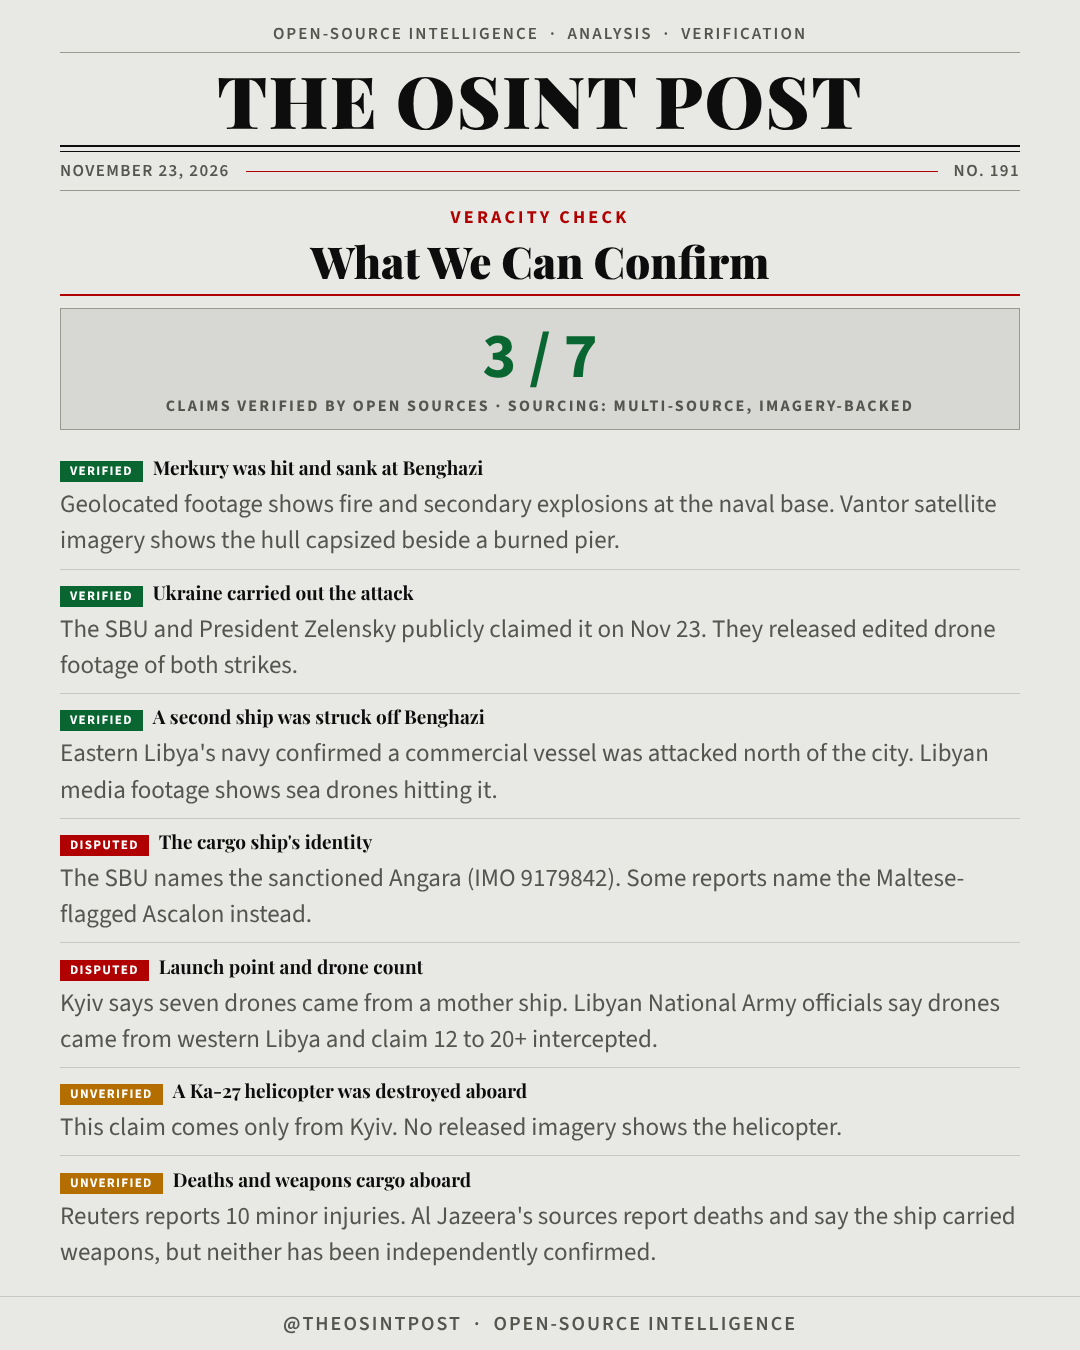 OPEN-SOURCE INTELLIGENCE · ANALYSIS · VERIFICATION
THE OSINT POST
NOVEMBER 23, 2026
NO. 191
VERACITY CHECK
What We Can Confirm
3 / 7
CLAIMS VERIFIED BY OPEN SOURCES · SOURCING: MULTI-SOURCE, IMAGERY-BACKED
VERIFIED Merkury was hit and sank at Benghazi
Geolocated footage shows fire and secondary explosions at the naval base. Vantor satellite
imagery shows the hull capsized beside a burned pier.
VERIFIED Ukraine carried out the attack
The SBU and President Zelensky publicly claimed it on Nov 23. They released edited drone
footage of both strikes.
VERIFIED A second ship was struck off Benghazi
Eastern Libya's navy confirmed a commercial vessel was attacked north of the city. Libyan
media footage shows sea drones hitting it.
DISPUTED The cargo ship's identity
The SBU names the sanctioned Angara (IMO 9179842). Some reports name the Maltese-
flagged Ascalon instead.
DISPUTED Launch point and drone count
Kyiv says seven drones came from a mother ship. Libyan National Army officials say drones
came from western Libya and claim 12 to 20+ intercepted.
UNVERIFIED A Ka-27 helicopter was destroyed aboard
This claim comes only from Kyiv. No released imagery shows the helicopter.
UNVERIFIED Deaths and weapons cargo aboard
Reuters reports 10 minor injuries. Al Jazeera's sources report deaths and say the ship carried
weapons, but neither has been independently confirmed.
@THEOSINTPOST · OPEN-SOURCE INTELLIGENCE